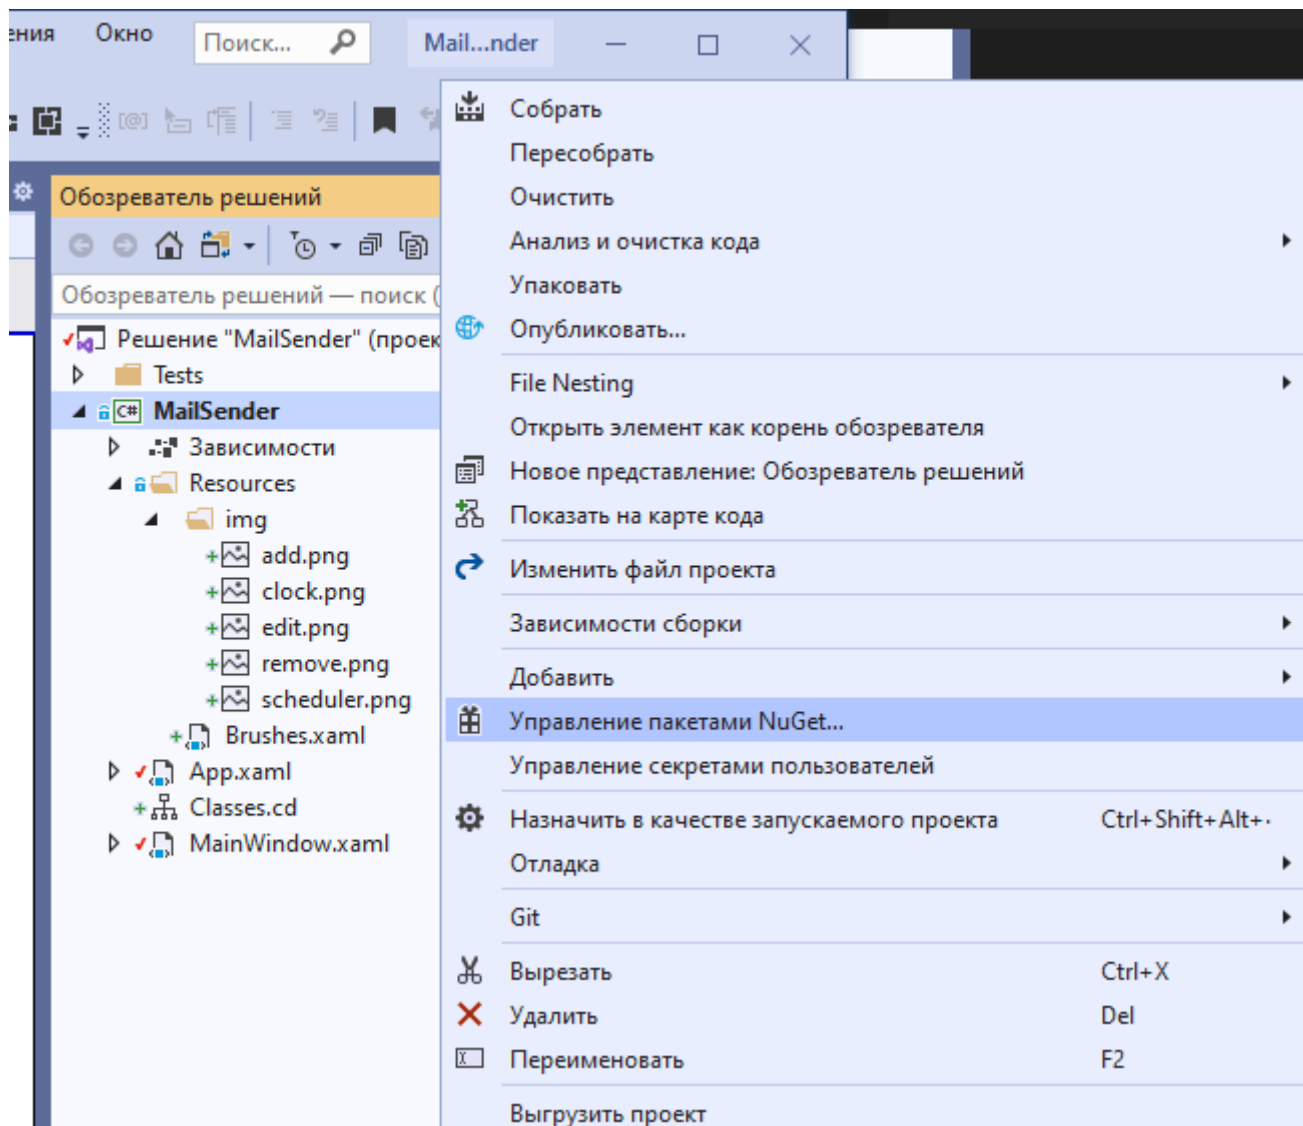 Окно
Поиск...
Mail...nder
Обозреватель решений
Обозреватель решений — поиск (
Решение "MailSender" (проек
Tests
C# MailSender
Зависимости
Resources
img
add.png
clock.png
edit.png
remove.png
scheduler.png
Brushes.xaml
App.xaml
Classes.cd
MainWindow.xaml
Собрать
Пересобрать
Очистить
Анализ и очистка кода
Упаковать
Опубликовать...
File Nesting
Открыть элемент как корень обозревателя
Новое представление: Обозреватель решений
Показать на карте кода
Изменить файл проекта
Зависимости сборки
Добавить
Управление пакетами NuGet...
Управление секретами пользователей
Назначить в качестве запускаемого проекта Ctrl+Shift+Alt+
Отладка
Git
Вырезать Ctrl+X
Удалить Del
Переименовать F2
Выгрузить проект